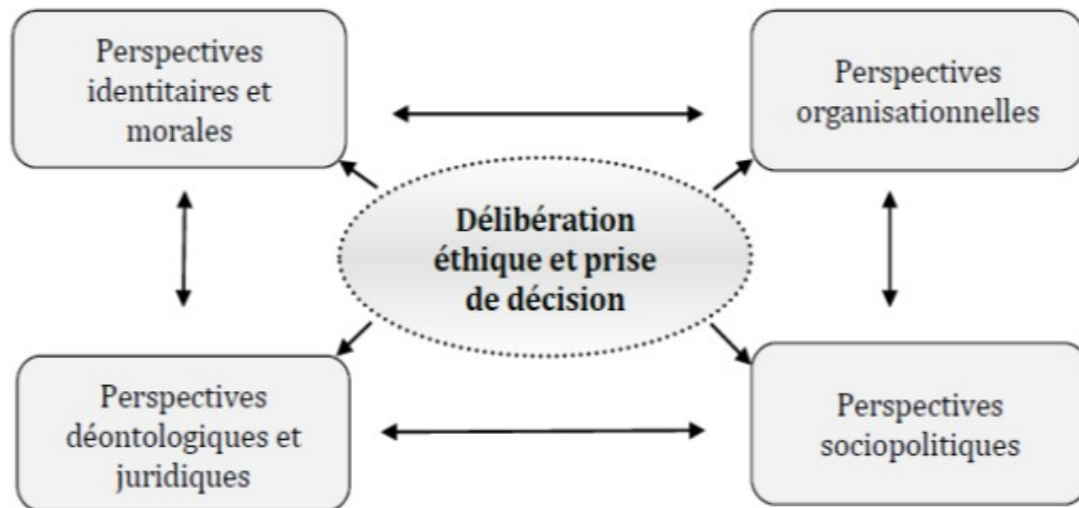 Perspectives
identitaires et
morales
Perspectives
organisationnelles
Délibération
éthique et prise
de décision
Perspectives
déontologiques et
juridiques
Perspectives
sociopolitiques